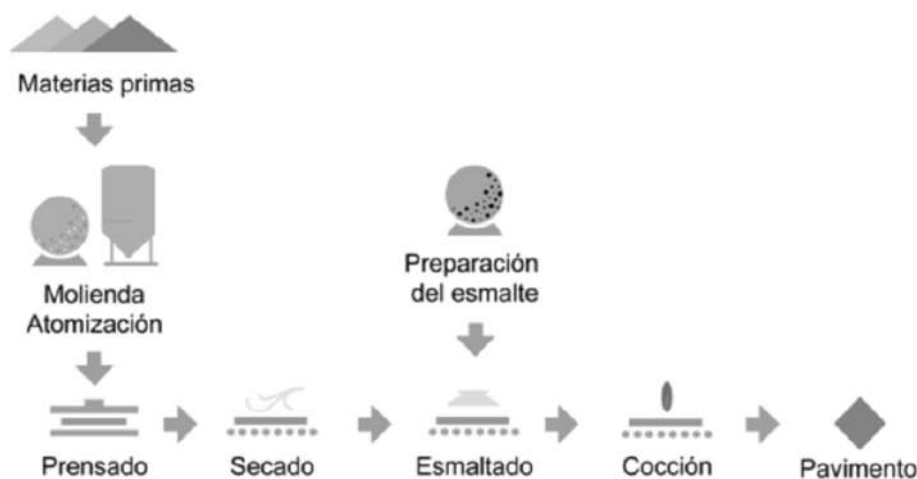 Materias primas
Molienda
Atomización
Preparación
del esmalte
Prensado
Secado
Esmaltado
Cocción
Pavimento